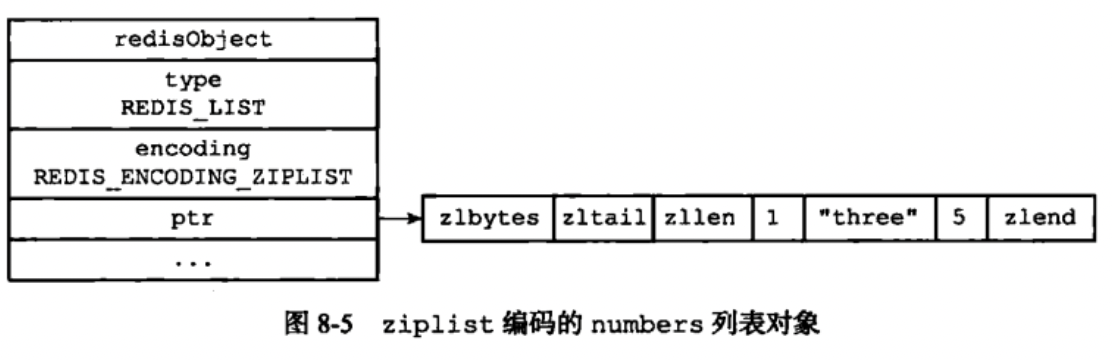 redisObject
type
REDIS_LIST
encoding
REDIS_ENCODING_ZIPLIST
ptr
...
zlbytes zltail zllen 1 "three" 5 zlend
图 8-5 ziplist 编码的 numbers 列表对象